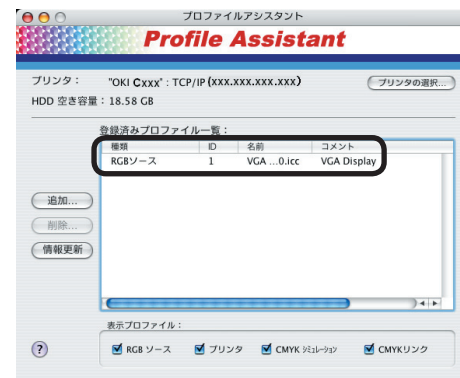 プロファイルアシスタント
Profile Assistant
プリンタ： "OKI Cxxx" : TCP/IP (xxx.xxx.xxx.xxx) プリンタの選択...
HDD 空き容量 : 18.58 GB
登録済みプロファイル一覧：
種類 ID 名前 コメント
RGBソース 1 VGA ...0.icc VGA Display
追加...
削除...
情報更新
表示プロファイル：
? RGB ソース プリンタ CMYK シミュレーション CMYKリンク